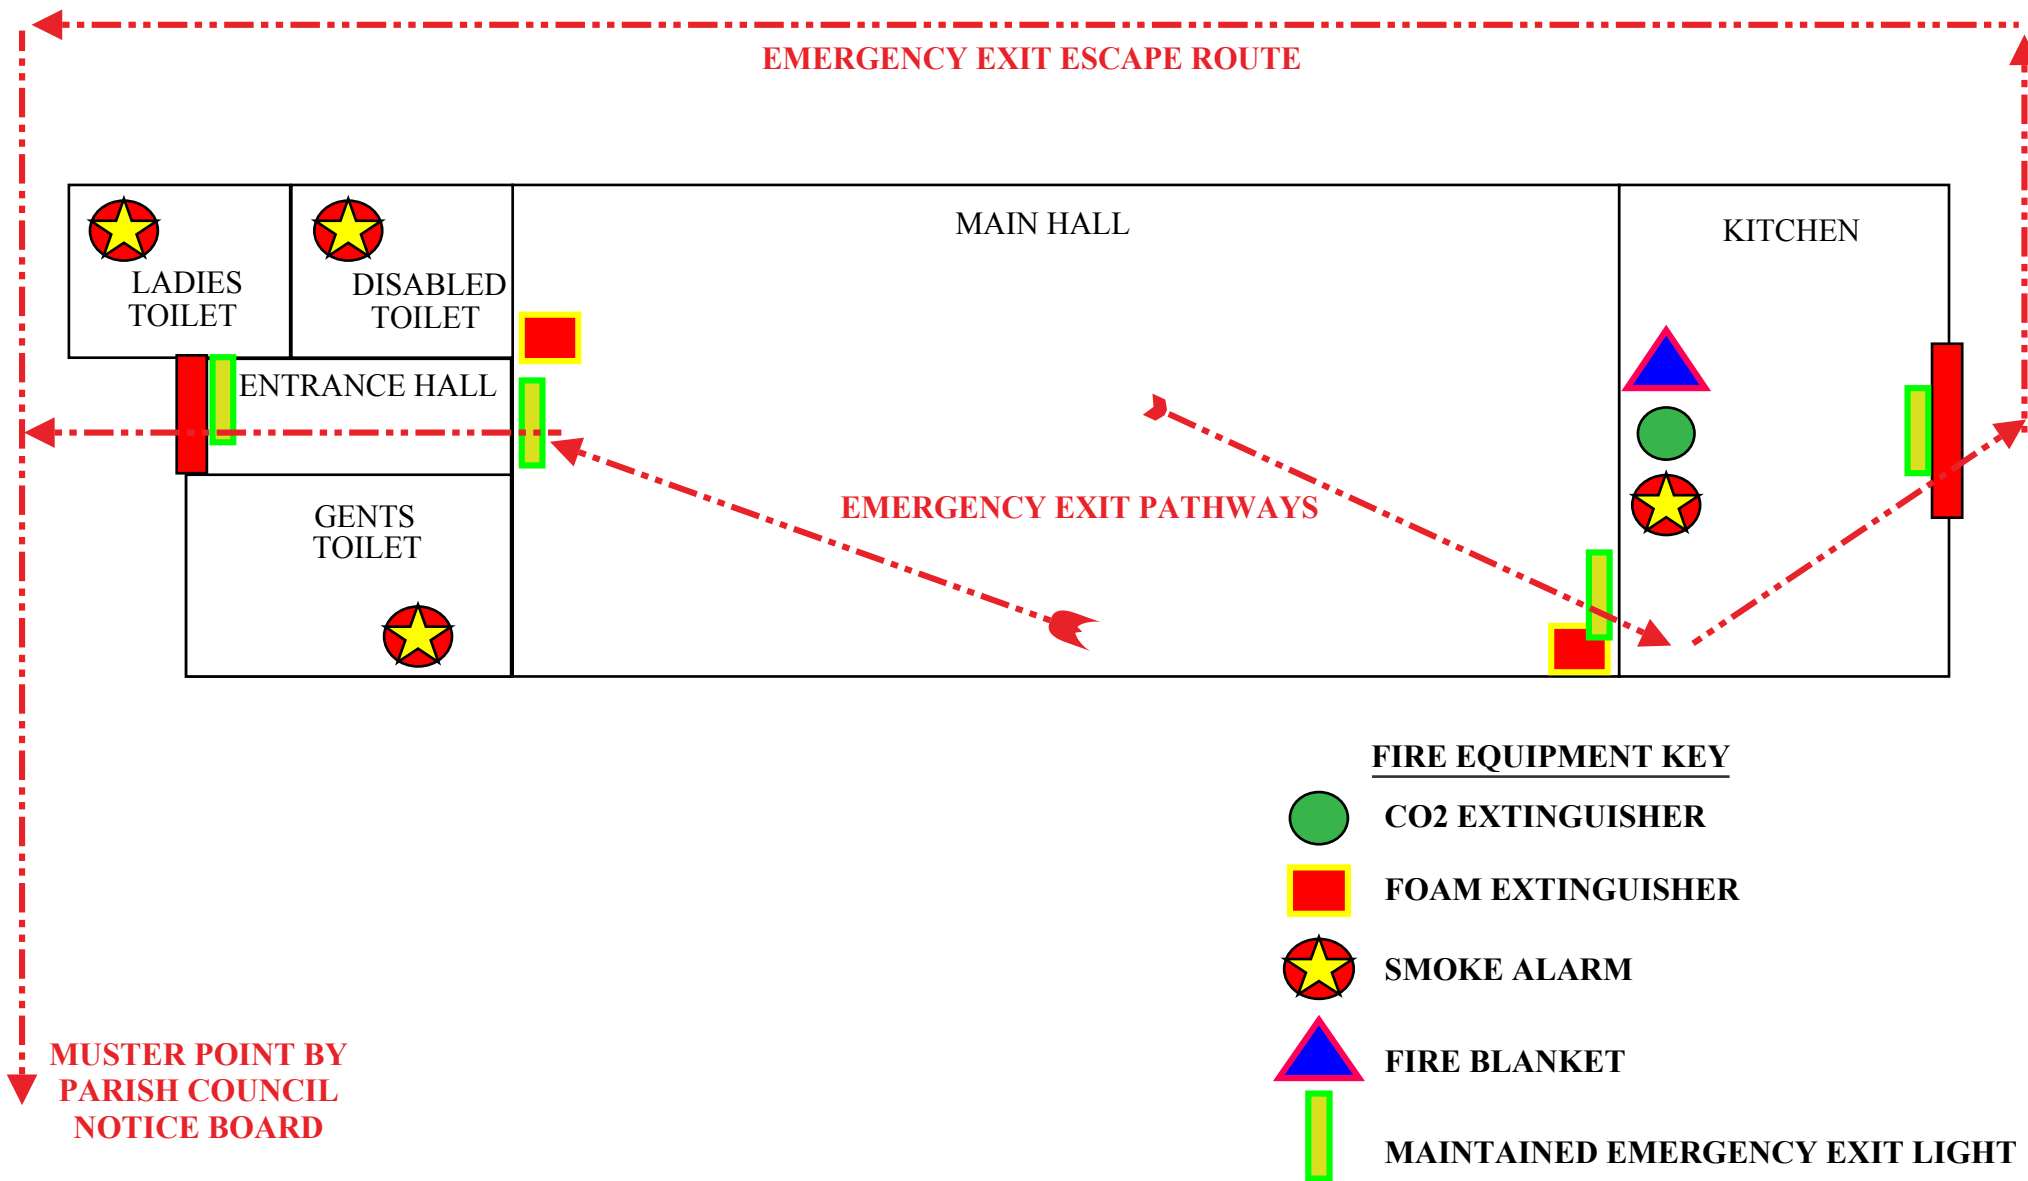 EMERGENCY EXIT ESCAPE ROUTE
MAIN HALL
KITCHEN
LADIES
TOILET
DISABLED
TOILET
ENTRANCE HALL
GENTS
TOILET
EMERGENCY EXIT PATHWAYS
FIRE EQUIPMENT KEY
CO2 EXTINGUISHER
FOAM EXTINGUISHER
SMOKE ALARM
FIRE BLANKET
MAINTAINED EMERGENCY EXIT LIGHT
MUSTER POINT BY
PARISH COUNCIL
NOTICE BOARD